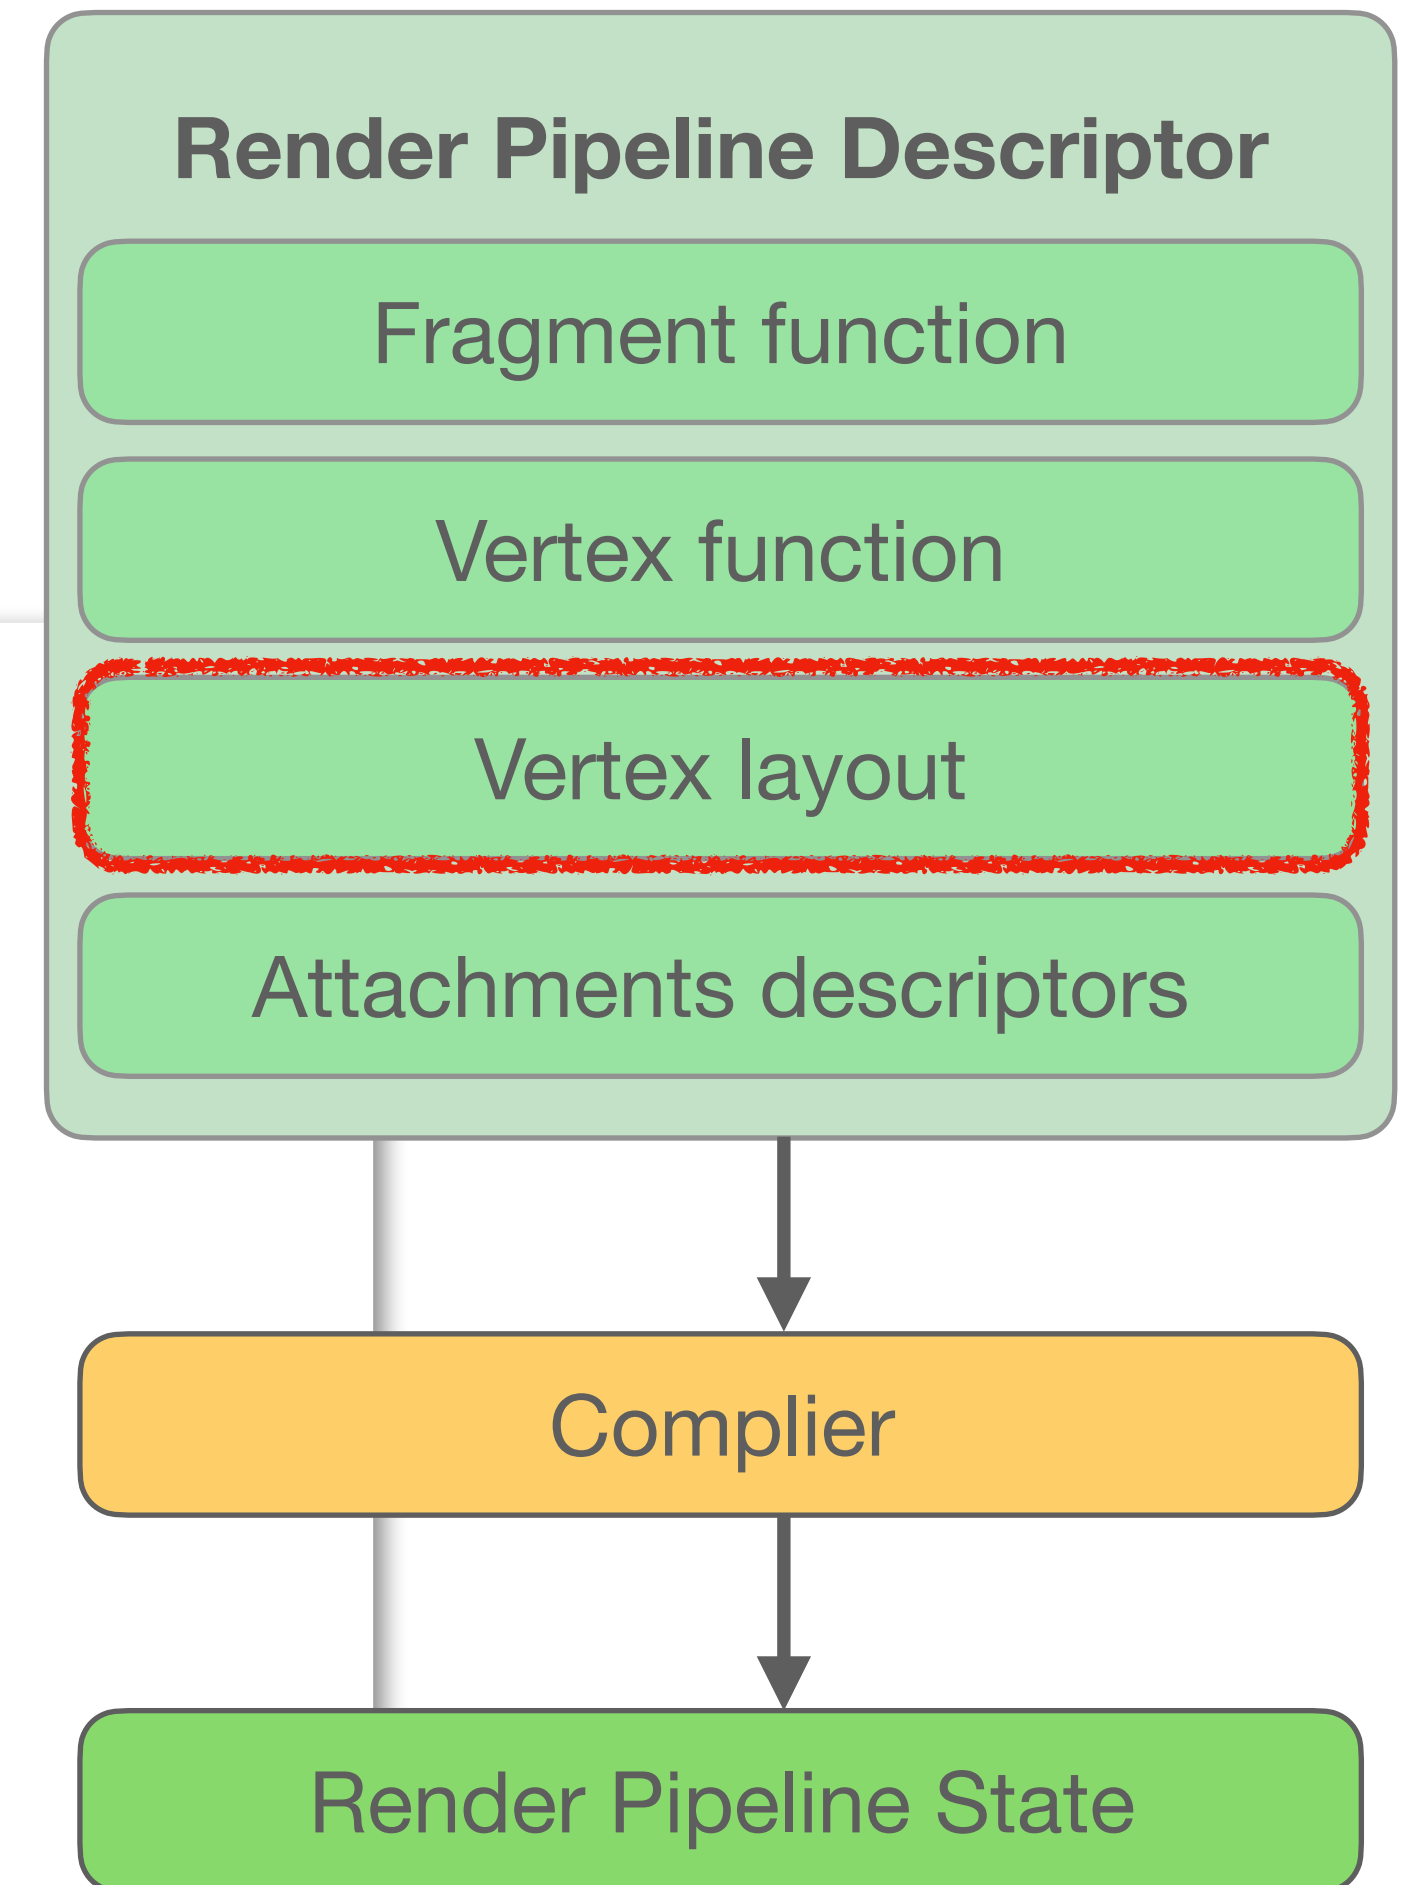 Render Pipeline Descriptor
Fragment function
Vertex function
Vertex layout
Attachments descriptors
Complier
Render Pipeline State